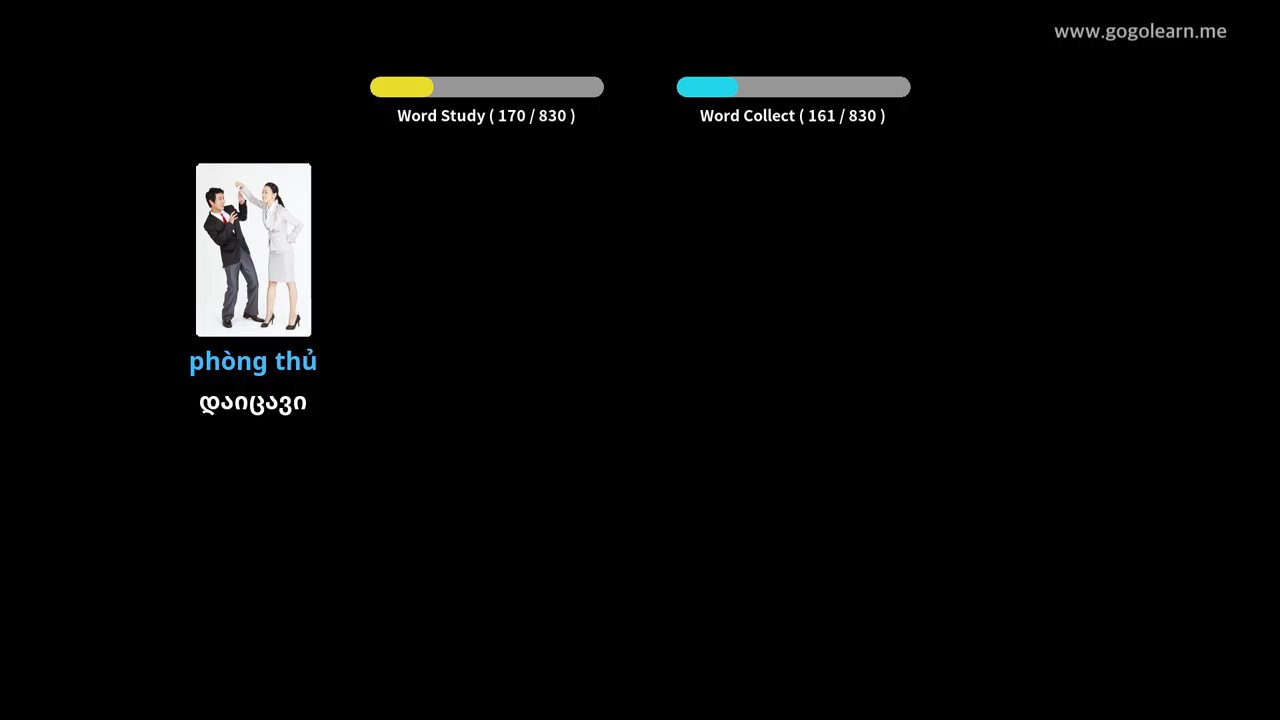 www.gogolearn.me
Word Study ( 170 / 830 )
Word Collect ( 161 / 830 )
phòng thủ
დაიცავი